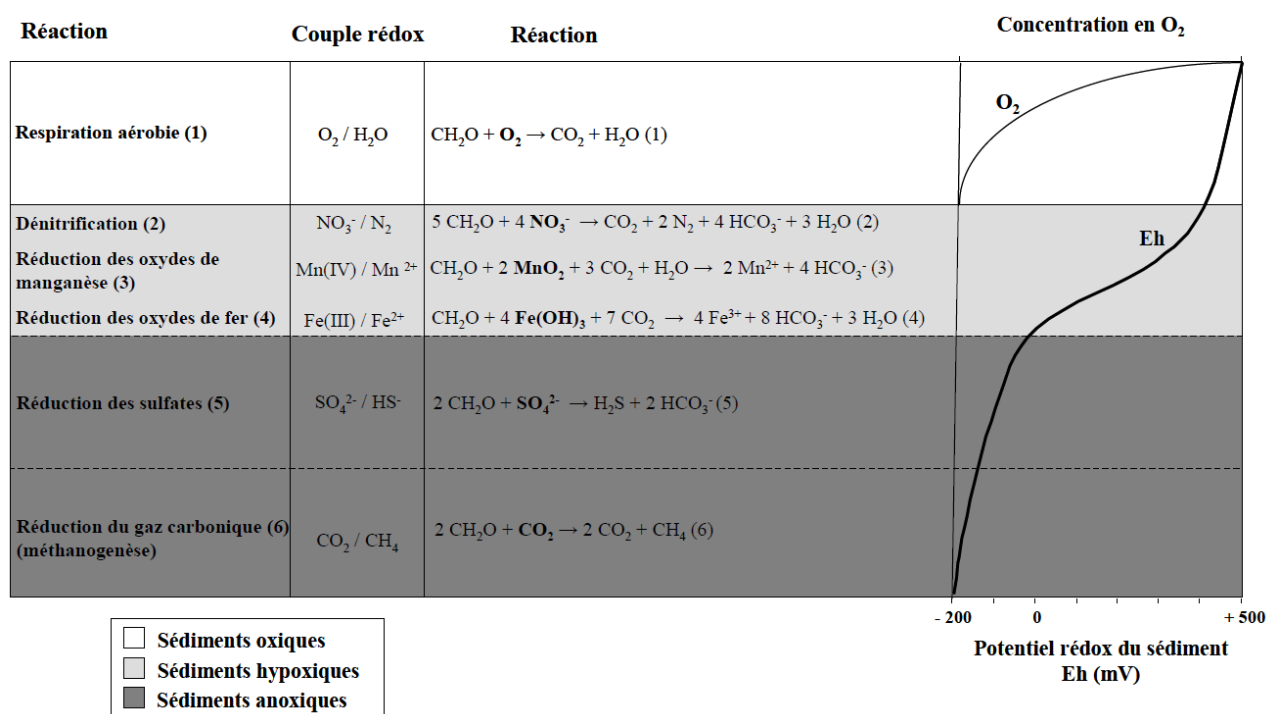 Réaction Couple rédox Réaction Concentration en O₂
Respiration aérobie (1) O₂ / H₂O CH₂O + O₂ → CO₂ + H₂O (1)
O₂
Dénitrification (2) NO₃⁻ / N₂ 5 CH₂O + 4 NO₃⁻ → CO₂ + 2 N₂ + 4 HCO₃⁻ + 3 H₂O (2)
Eh
Réduction des oxydes de
manganèse (3) Mn(IV) / Mn ²⁺ CH₂O + 2 MnO₂ + 3 CO₂ + H₂O → 2 Mn²⁺ + 4 HCO₃⁻ (3)
Réduction des oxydes de fer (4) Fe(III) / Fe²⁺ CH₂O + 4 Fe(OH)₃ + 7 CO₂ → 4 Fe³⁺ + 8 HCO₃⁻ + 3 H₂O (4)
Réduction des sulfates (5) SO₄²⁻ / HS⁻ 2 CH₂O + SO₄²⁻ → H₂S + 2 HCO₃⁻ (5)
Réduction du gaz carbonique (6)
(méthanogenèse) CO₂ / CH₄ 2 CH₂O + CO₂ → 2 CO₂ + CH₄ (6)
- 200 0 + 500
Potentiel rédox du sédiment
Eh (mV)
Sédiments oxiques
Sédiments hypoxiques
Sédiments anoxiques